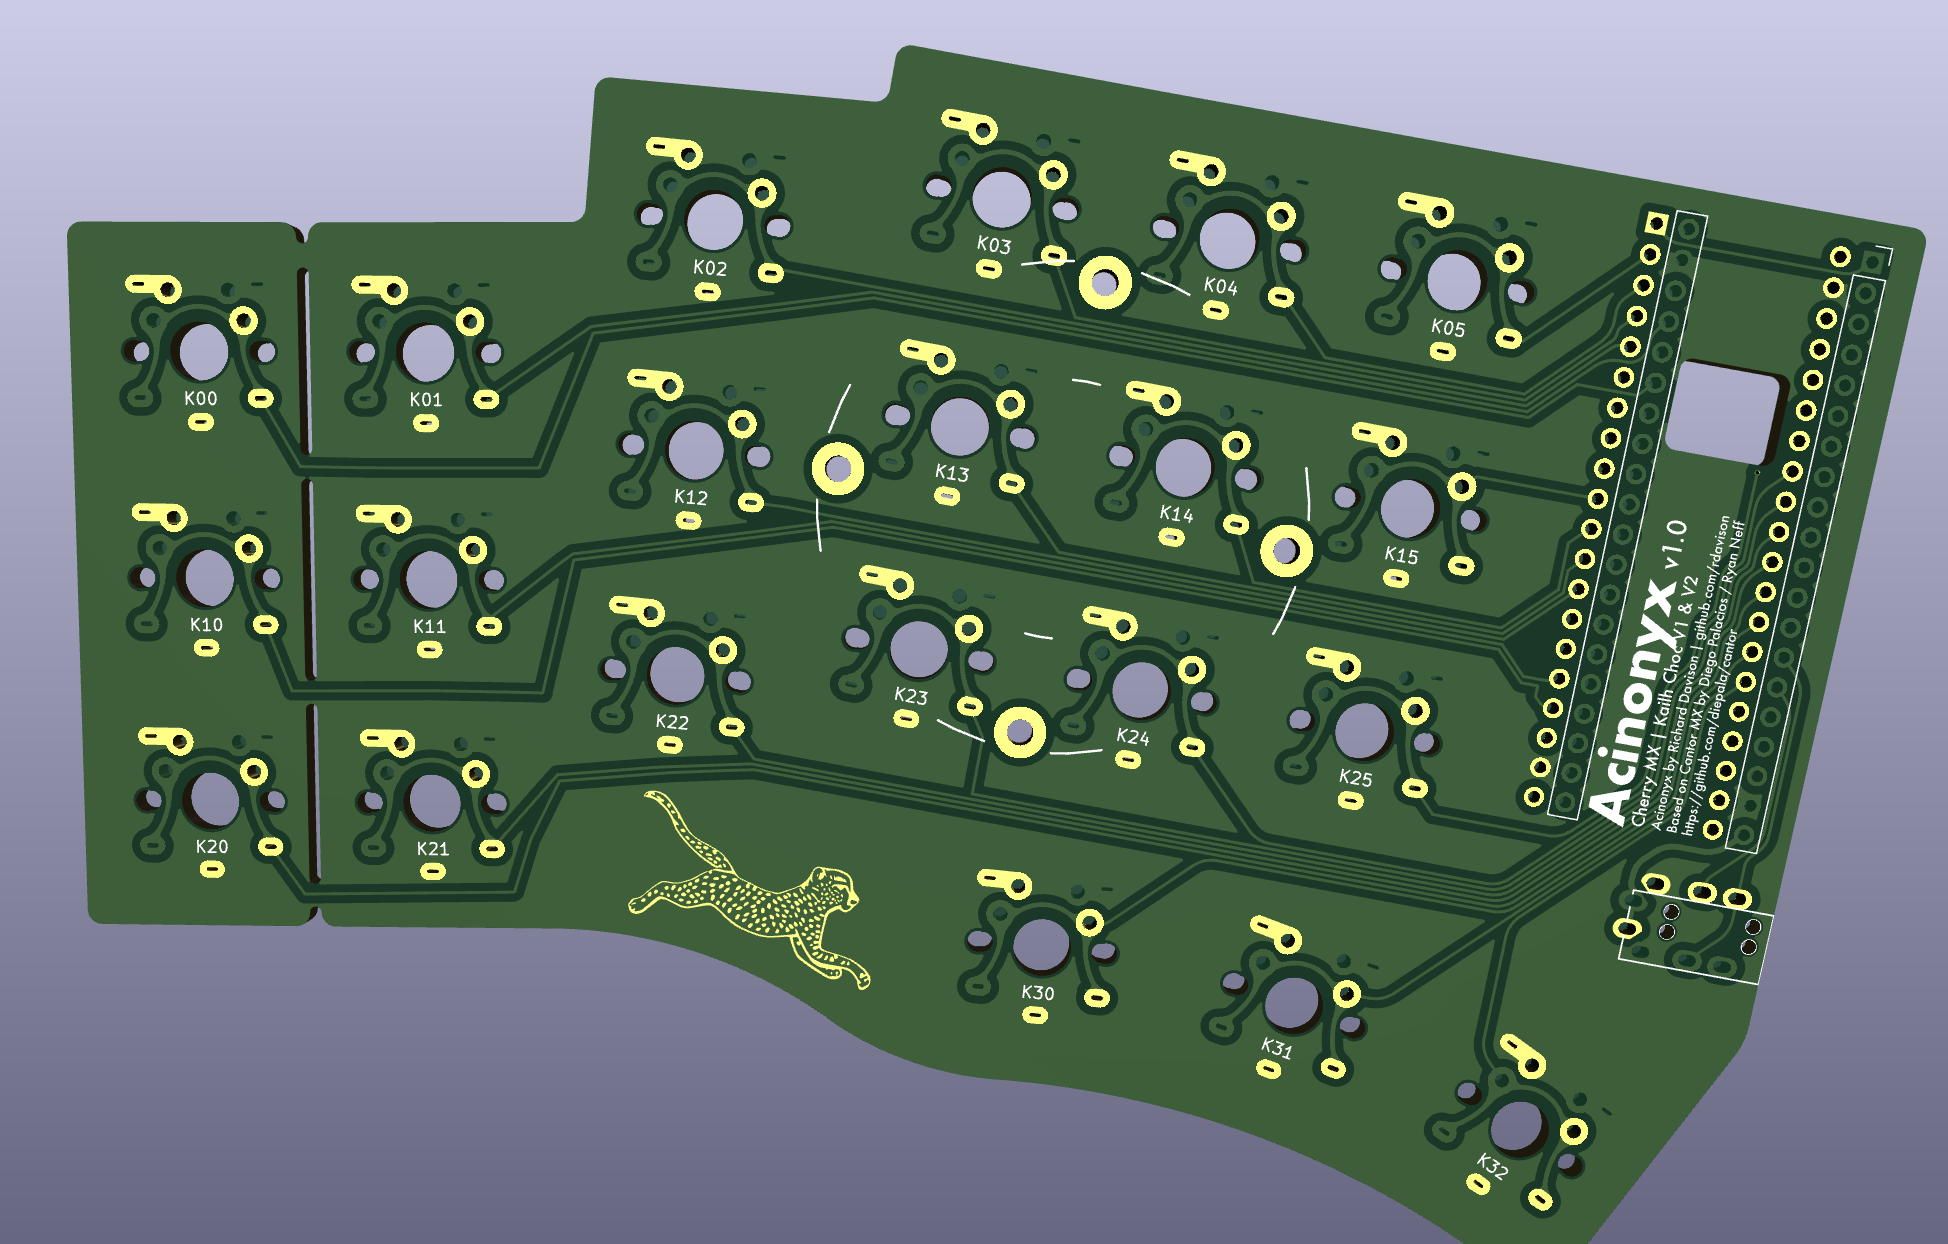 K03
K04
K02
K05
K00
K01
K13
K12
K14
K15
K10
K11
K23
K22
K24
K25
K20
K21
K30
K31
K32
Acinonyx v1.0
Cherry MX | Kailh Choc V1 & V2
Acinonyx by Richard Davison | github.com/rdavison
Based on Cantor MX by Diego Palacios / Ryan Neff
https://github.com/diepala/cantor